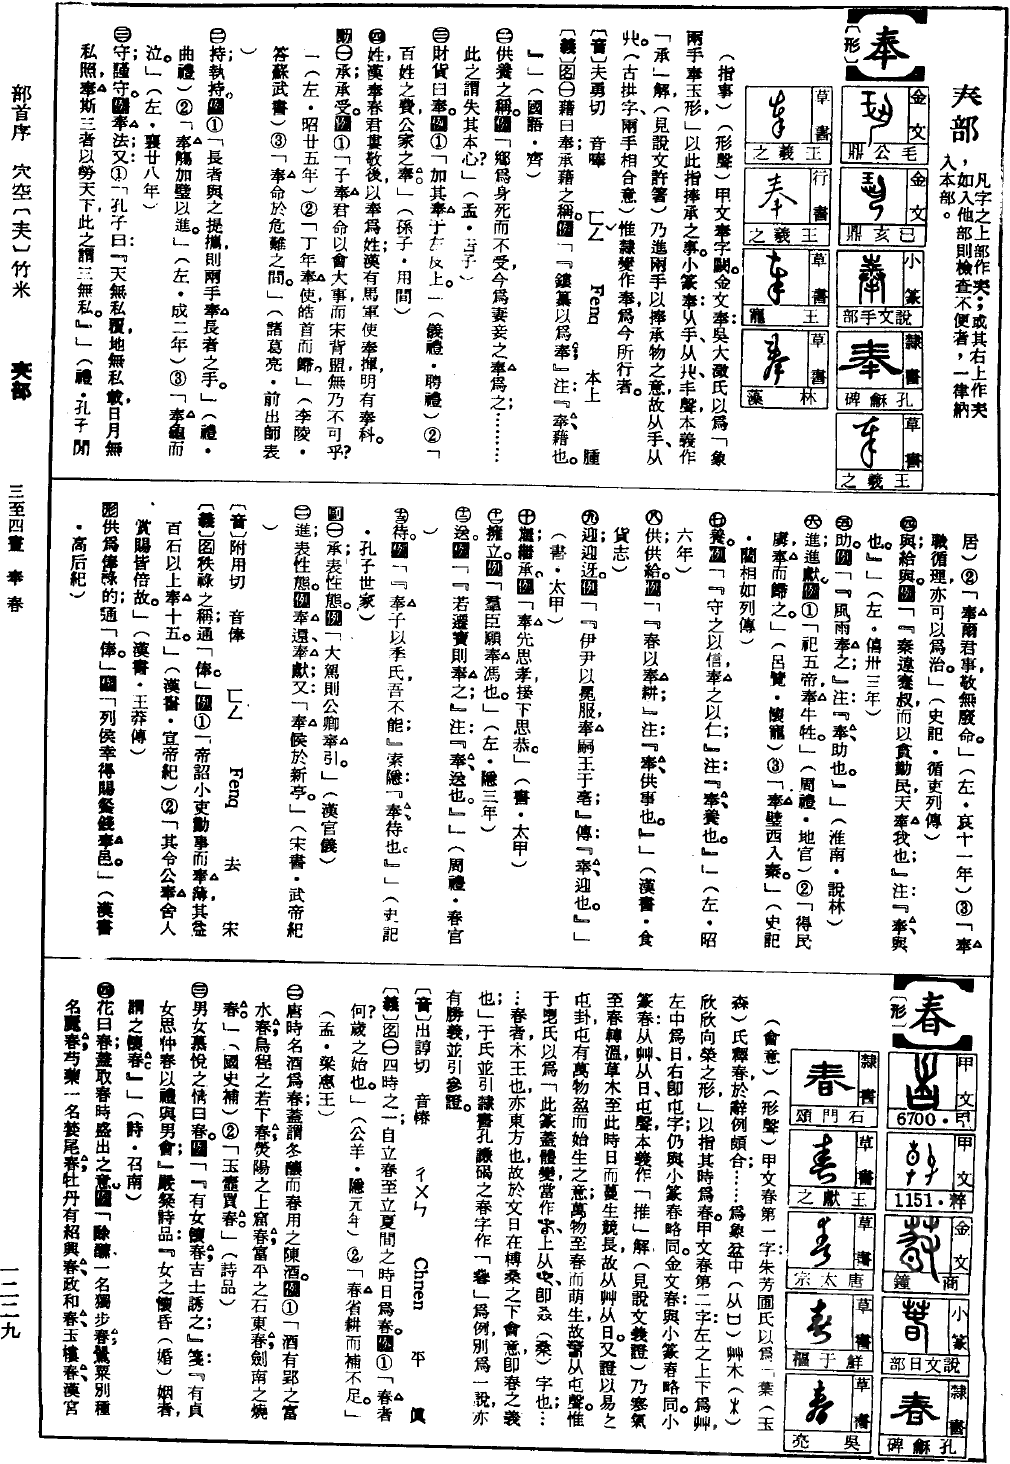 部首序 穴空〔𡗗〕竹米 𡗗部 三至四畫 奉春 一二二九
𡗗部
凡字之上部作𡗗;或其右上作𡗗
,如入他部則檢查不便者,一律納
入本部。
奉
〔形〕
金文 毛公鼎
金文 己亥鼎
小篆 說文手部
隸書 孔龢碑
草書 王羲之
草書 王羲之
行書 王羲之
草書 王寵
草書 林藻
(指事)(形聲)甲文奉字闕。金文奉:吳大澂氏以爲「象
兩手奉玉形」以此指捧承之事。小篆奉:从手、从𠬞、丰聲本義作
「承」解(見說文許箸)乃進兩手以捧承物之意,故从手、从
𠬞。(古拱字兩手相合意)惟隸變作奉,爲今所行者。
〔音〕夫勇切 音唪 ㄈㄥˇ Feng 本上 腫
〔義〕名㊀藉曰奉,承藉之稱。例「『鏤簋以爲奉;』注:『奉,藉也。
』」(國語·齊)
㊁供養之稱。例「鄉爲身死而不受,今爲妻妾之奉爲之;………
此之謂失其本心?」(孟·告子)
㊂財貨曰奉。例①「加其奉于左皮上。」(儀禮·聘禮)②「
百姓之費,公家之奉。」(孫子·用間)
㊃姓,漢奉春君婁敬後,以奉爲姓;漢有馬軍使奉揮,明有奉科。
動㊀承;承受。例①「子奉君命以會大事,而宋背盟,無乃不可乎?
」(左·昭廿五年)②「丁年奉使,皓首而歸。」(李陵·
答蘇武書)③「奉命於危難之間。」(諸葛亮·前出師表
)
㊁持;執持。例①「長者與之提攜,則兩手奉長者之手。」(禮·
曲禮)②「奉觴加璧以進。」(左·成二年)③「奉龜而
泣。」(左·襄廿八年)
㊂守;謹守。例奉法又:①「孔子曰:『天無私覆,地無私載,日月無
私照,奉斯三者以勞天下,此之謂三無私。』」(禮·孔子閒
居)②「奉爾君事,敬無廢命。」(左·哀十一年)③「奉
職循理,亦可以爲治。」(史記·循吏列傳)
㊃與;給與。例「『秦違蹇叔而以貪勤民,天奉我也;』注:『奉,與
也。』」(左·僖卅三年)
㊄助。例「『風雨奉之;』注:『奉,助也。』」(淮南·說林)
㊅進;進獻。例①「祀五帝,奉牛牲。」(周禮·地官)②「得民
虜,奉而歸之。」(呂覽·懷寵)③「奉璧西入秦。」(史記
·藺相如列傳)
㊆養。例「『守之以信,奉之以仁;』注:『奉,養也。』」(左·昭
六年)
㊇供;供給。例「『春以奉耕;』注:『奉,供事也。』」(漢書·食
貨志)
㊈迎;迎迓。例「『伊尹以冕服奉嗣王于亳;』傳:『奉,迎也。』」
(書·太甲)
㊉繼承。例「奉先思孝,接下思恭。」(書·太甲)
擁立。例「羣臣願奉馮也。」(左·隱三年)
送。例「『若遷寶則奉之;』注:『奉,送也。』」(周禮·春官
)
待。例「『奉子以季氏,吾不能;』索隱:『奉,待也。』」(史記
·孔子世家)
副㊀承;表性態。例「大駕則公卿奉引。」(漢官儀)
㊁進;表性態。例奉還、奉獻又:「奉侯於新亭。」(宋書·武帝紀
)
〔音〕附用切 音俸 ㄈㄥˋ Feng 去 宋
〔義〕名秩祿之稱,通「俸。」例①「帝詔小吏勤事而奉薄,其益
百石以上奉十五。」(漢書·宣帝紀)②「其令公奉舍人
賞賜皆倍故。」(漢書·王莽傳)
形供爲俸祿的,通「俸。」例「列侯幸得賜餐錢奉邑。」(漢書
·高后紀)
春
〔形〕
甲文 甲·6700
甲文 粹·1151
金文 商鐘
小篆 說文日部
隸書 孔龢碑
隸書 石門頌
草書 王獻之
草書 唐太宗
草書 鮮于樞
草書 吳亮
(會意)(形聲)甲文春第一字:朱芳圃氏以爲「葉(玉
森)氏釋春,於辭例頗合……爲象盆中(从凵)艸木(从木)
欣欣向榮之形」以指其時爲春。甲文春第二字:左之上下爲艸,
左中爲日,右卽屯字,仍與小篆春略同。金文春:與小篆春略同。小
篆春:从艸、从日、屯聲,本義作「推」解(見說文義證)乃寒氣
至春轉溫,草木至此時日而蔓生競長,故从艸从日;又證以易之
屯卦,屯有萬物盈而始生之意,萬物至春而萌生,故萅从屯聲。惟
于鬯氏以爲「此篆蓋體變,當作,上从,卽叒(桑)字也…
…春者,木王也;亦東方也,故於文日在榑桑之下,會意,卽春之義
也」于氏並引隸書孔謙碣之春字作「」爲例,別爲一說,亦
有勝義,並引參證。
〔音〕出諄切 音椿 ㄔㄨㄣ Chuen 平 眞
〔義〕名㊀四時之一;自立春至立夏間之時日爲春。例①「春者
何?歲之始也。」(公羊·隱元年)②「春省耕而補不足。」
(孟·梁惠王)
㊁唐時名酒爲春,蓋謂冬釀而春用之陳酒。例①「酒有郢之富
水春,烏程之若下春,滎陽之上窟春,富平之石東春,劍南之燒
春。」(國史補)②「玉壺買春。」(詩品)
㊂男女慕悅之情曰春。例「『有女懷春,吉士誘之;』箋:『有貞
女思仲春以禮與男會;』嚴粲詩品:『女之懷昏(婚)姻者,
謂之懷春。』」(詩·召南)
㊃花曰春,蓋取春時盛出之意。例「酴醾一名獨步春,罌粟別種
名麗春,芍藥一名婪尾春,牡丹有紹興春、政和春、玉樓春、漢宮